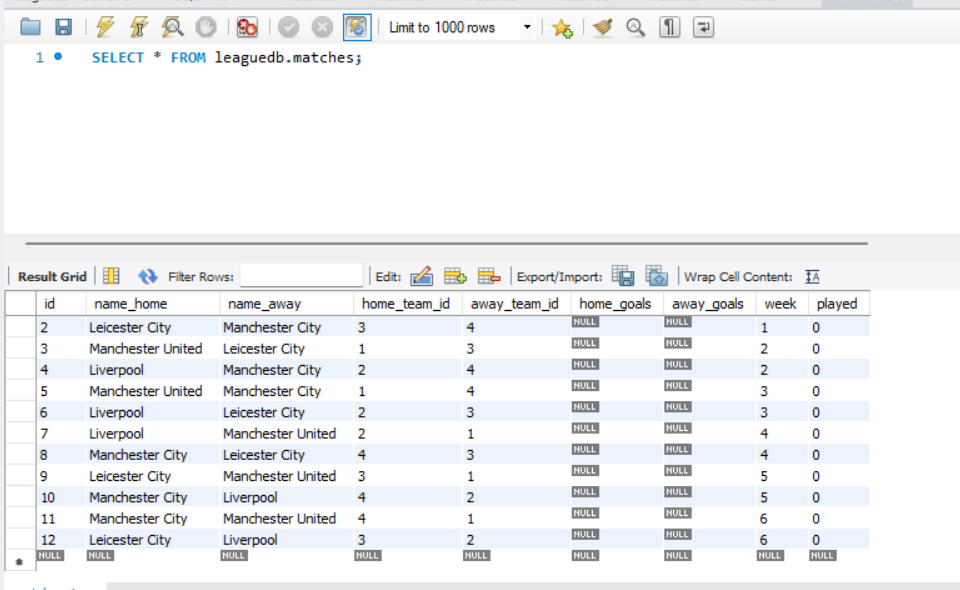 Limit to 1000 rows
1 SELECT * FROM leaguedb.matches;
Result Grid Filter Rows: Edit: Export/Import: Wrap Cell Content: IA
id name_home name_away home_team_id away_team_id home_goals away_goals week played
2 Leicester City Manchester City 3 4 NULL NULL 1 0
3 Manchester United Leicester City 1 3 NULL NULL 2 0
4 Liverpool Manchester City 2 4 NULL NULL 2 0
5 Manchester United Manchester City 1 4 NULL NULL 3 0
6 Liverpool Leicester City 2 3 NULL NULL 3 0
7 Liverpool Manchester United 2 1 NULL NULL 4 0
8 Manchester City Leicester City 4 3 NULL NULL 4 0
9 Leicester City Manchester United 3 1 NULL NULL 5 0
10 Manchester City Liverpool 4 2 NULL NULL 5 0
11 Manchester City Manchester United 4 1 NULL NULL 6 0
12 Leicester City Liverpool 3 2 NULL NULL 6 0
* NULL NULL NULL NULL NULL NULL NULL NULL NULL